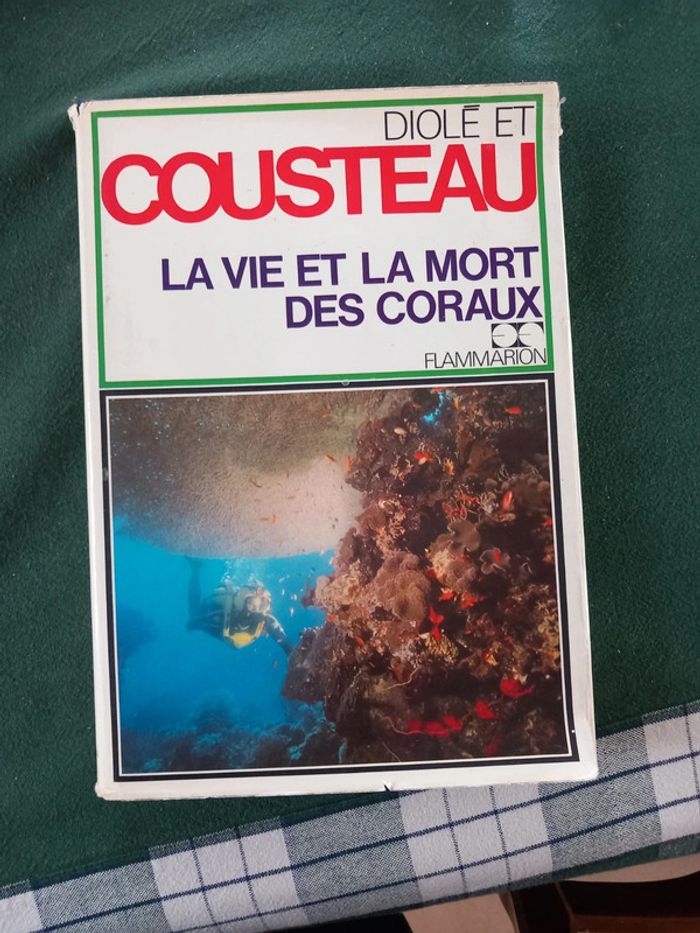 DIOLÉ ET
COUSTEAU
LA VIE ET LA MORT
DES CORAUX
FLAMMARION